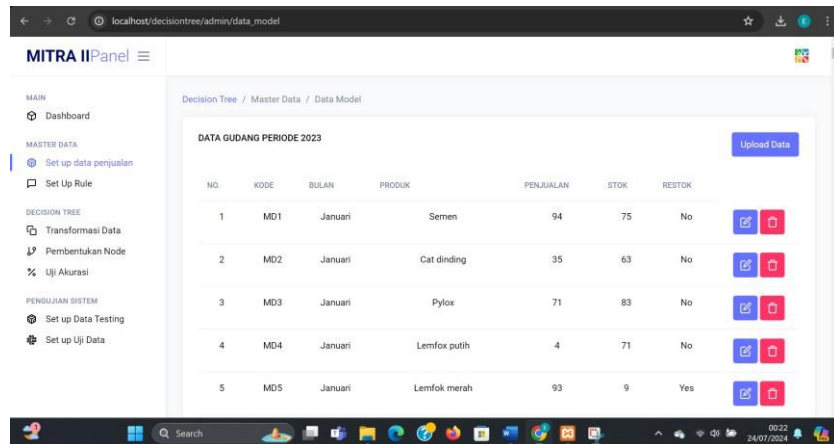 localhost/decisiontree/admin/data_model
MITRA IIPanel
MAIN
Dashboard
MASTER DATA
Set up data penjualan
Set Up Rule
DECISION TREE
Transformasi Data
Pembentukan Node
Uji Akurasi
PENGUJIAN SISTEM
Set up Data Testing
Set up Uji Data
Decision Tree / Master Data / Data Model
DATA GUDANG PERIODE 2023
Upload Data
NO. KODE BULAN PRODUK PENJUALAN STOK RESTOK
1 MD1 Januari Semen 94 75 No
2 MD2 Januari Cat dinding 35 63 No
3 MD3 Januari Pylox 71 83 No
4 MD4 Januari Lemfox putih 4 71 No
5 MD5 Januari Lemfok merah 93 9 Yes
Search
00:22
24/07/2024